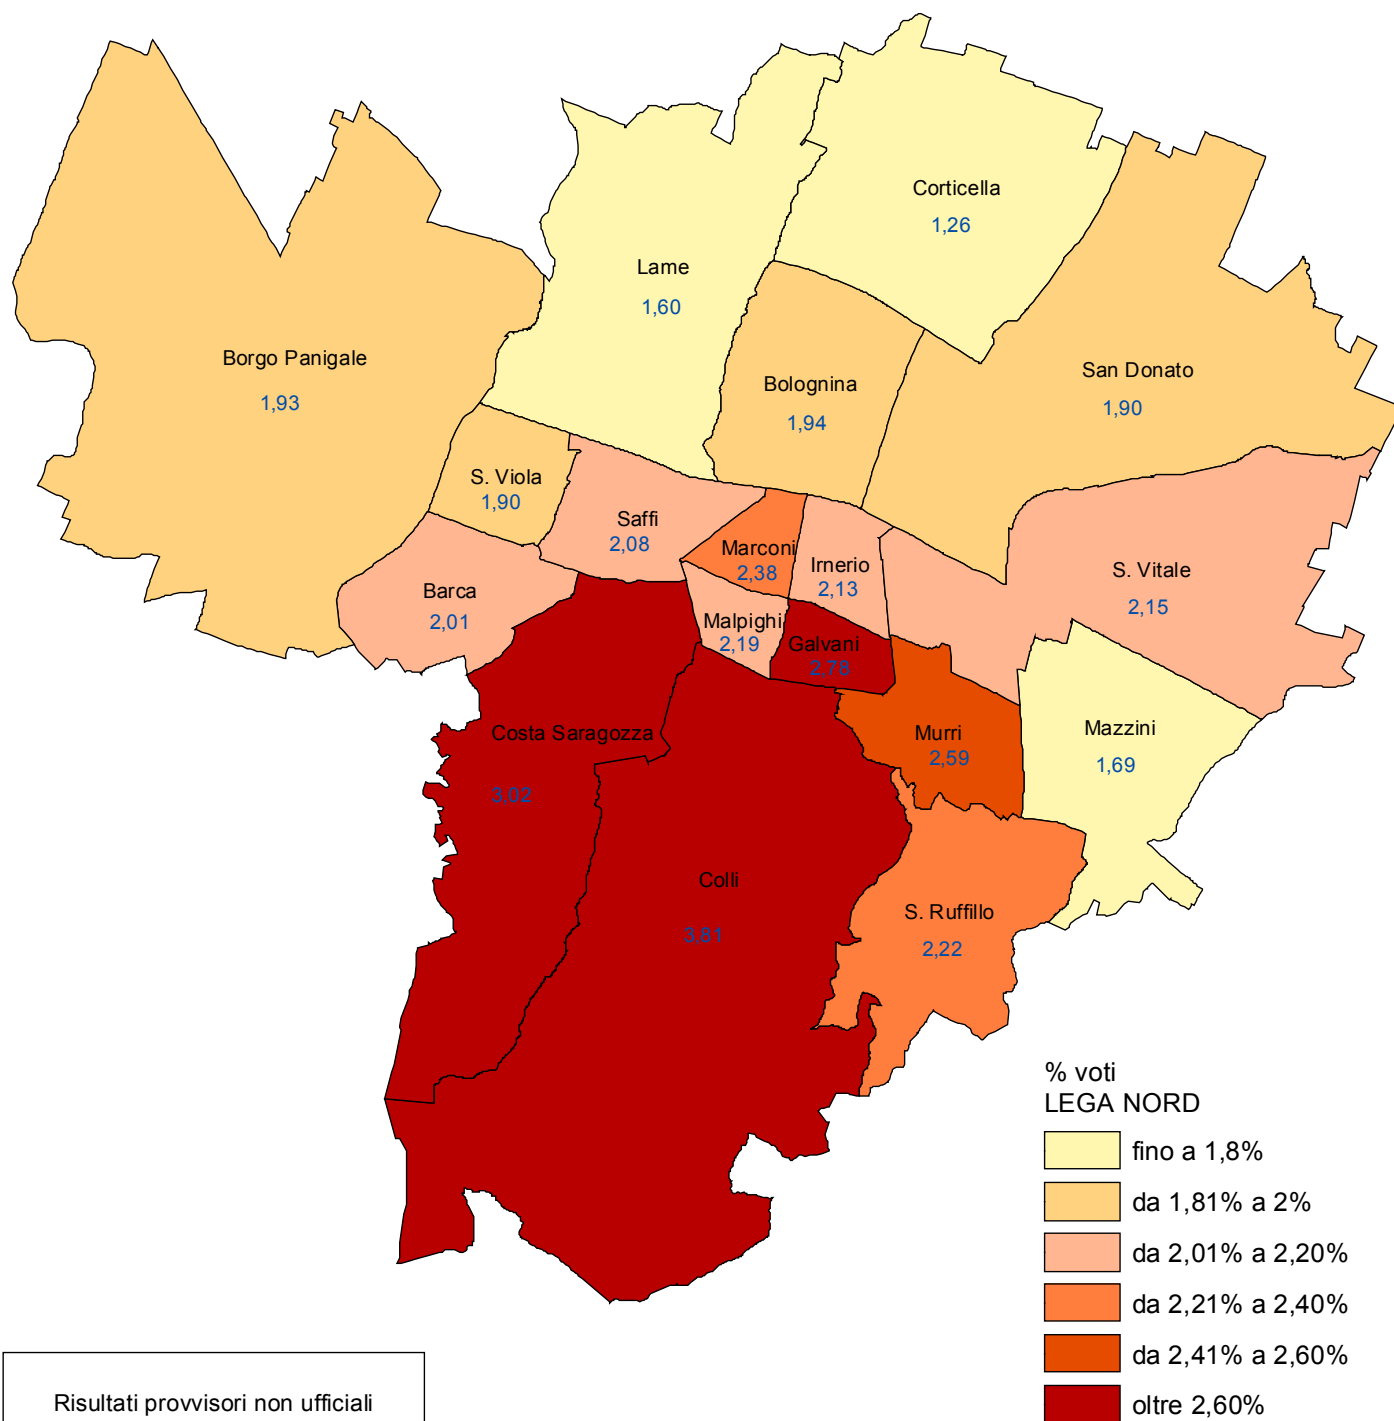 Corticella
1,26
Lame
1,60
Borgo Panigale
1,93
Bolognina
1,94
San Donato
1,90
S. Viola
1,90
Saffi
2,08
Marconi
2,38
Irnerio
2,13
S. Vitale
2,15
Barca
2,01
Malpighi
2,19
Galvani
2,78
Costa Saragozza
3,02
Murri
2,59
Mazzini
1,69
Colli
3,81
S. Ruffillo
2,22
% voti
LEGA NORD
fino a 1,8%
da 1,81% a 2%
da 2,01% a 2,20%
da 2,21% a 2,40%
da 2,41% a 2,60%
oltre 2,60%
Risultati provvisori non ufficiali